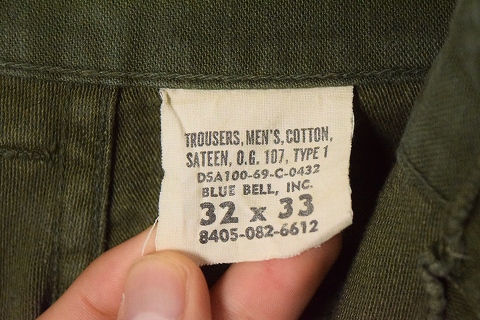 TROUSERS, MEN'S, COTTON,
SATEEN, O.G. 107, TYPE 1
DSA100-69-C-0432
BLUE BELL, INC.
32 x 33
8405-082-6612